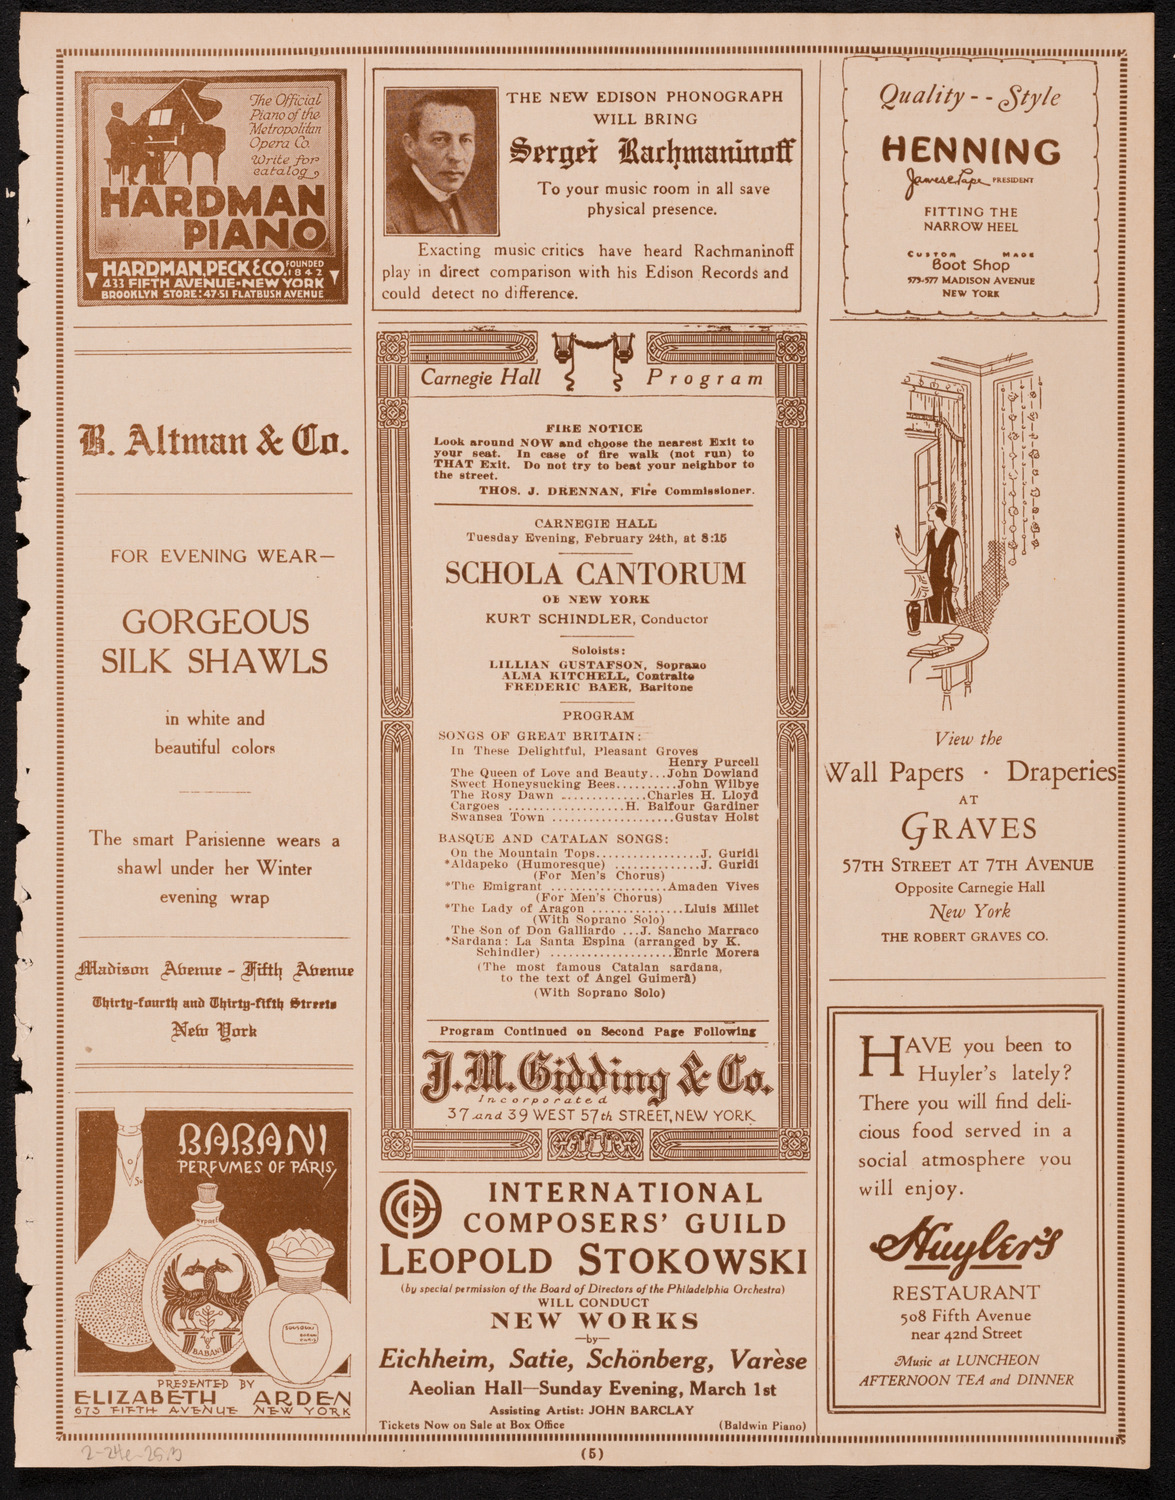 The Official
Piano of the
Metropolitan
Opera Co.
Write for
catalog
HARDMAN
PIANO
HARDMAN, PECK & CO. FOUNDED 1842
433 FIFTH AVENUE·NEW YORK
BROOKLYN STORE: 47-51 FLATBUSH AVENUE
B. Altman & Co.
FOR EVENING WEAR—
GORGEOUS
SILK SHAWLS
in white and
beautiful colors
The smart Parisienne wears a
shawl under her Winter
evening wrap
Madison Avenue - Fifth Avenue
Thirty-fourth and Thirty-fifth Streets
New York
BABANI
PERFUMES OF PARIS,
BABANI
PRESENTED BY
ELIZABETH ARDEN
673 FIFTH AVENUE NEW YORK
THE NEW EDISON PHONOGRAPH
WILL BRING
Sergei Rachmaninoff
To your music room in all save
physical presence.
Exacting music critics have heard Rachmaninoff
play in direct comparison with his Edison Records and
could detect no difference.
Carnegie Hall Program
FIRE NOTICE
Look around NOW and choose the nearest Exit to
your seat. In case of fire walk (not run) to
THAT Exit. Do not try to beat your neighbor to
the street.
THOS. J. DRENNAN, Fire Commissioner.
CARNEGIE HALL
Tuesday Evening, February 24th, at 8:15
SCHOLA CANTORUM
OF NEW YORK
KURT SCHINDLER, Conductor
Soloists:
LILLIAN GUSTAFSON, Soprano
ALMA KITCHELL, Contralto
FREDERIC BAER, Baritone
PROGRAM
SONGS OF GREAT BRITAIN:
In These Delightful, Pleasant Groves
Henry Purcell
The Queen of Love and Beauty...John Dowland
Sweet Honeysucking Bees..........John Wilbye
The Rosy Dawn ..............Charles H. Lloyd
Cargoes ...................H. Balfour Gardiner
Swansea Town ....................Gustav Holst
BASQUE AND CATALAN SONGS:
On the Mountain Tops.................J. Guridi
*Aldapeko (Humoresque) ..............J. Guridi
(For Men's Chorus)
*The Emigrant ...................Amaden Vives
(For Men's Chorus)
*The Lady of Aragon ...............Lluis Millet
(With Soprano Solo)
The Son of Don Galliardo ...J. Sancho Marraco
*Sardana: La Santa Espina (arranged by K.
Schindler) ....................Enric Morera
(The most famous Catalan sardana,
to the text of Angel Guimerà)
(With Soprano Solo)
Program Continued on Second Page Following
J.M. Gidding & Co.
Incorporated
37 and 39 WEST 57th STREET, NEW YORK
INTERNATIONAL
COMPOSERS' GUILD
LEOPOLD STOKOWSKI
(by special permission of the Board of Directors of the Philadelphia Orchestra)
WILL CONDUCT
NEW WORKS
—by—
Eichheim, Satie, Schönberg, Varèse
Aeolian Hall—Sunday Evening, March 1st
Assisting Artist: JOHN BARCLAY
Tickets Now on Sale at Box Office (Baldwin Piano)
Quality - - Style
HENNING
PRESIDENT
FITTING THE
NARROW HEEL
CUSTOM MADE
Boot Shop
575-577 MADISON AVENUE
NEW YORK
View the
Wall Papers · Draperies
AT
GRAVES
57TH STREET AT 7TH AVENUE
Opposite Carnegie Hall
New York
THE ROBERT GRAVES CO.
HAVE you been to
Huyler's lately?
There you will find deli-
cious food served in a
social atmosphere you
will enjoy.
Huyler's
RESTAURANT
508 Fifth Avenue
near 42nd Street
Music at LUNCHEON
AFTERNOON TEA and DINNER
(5)